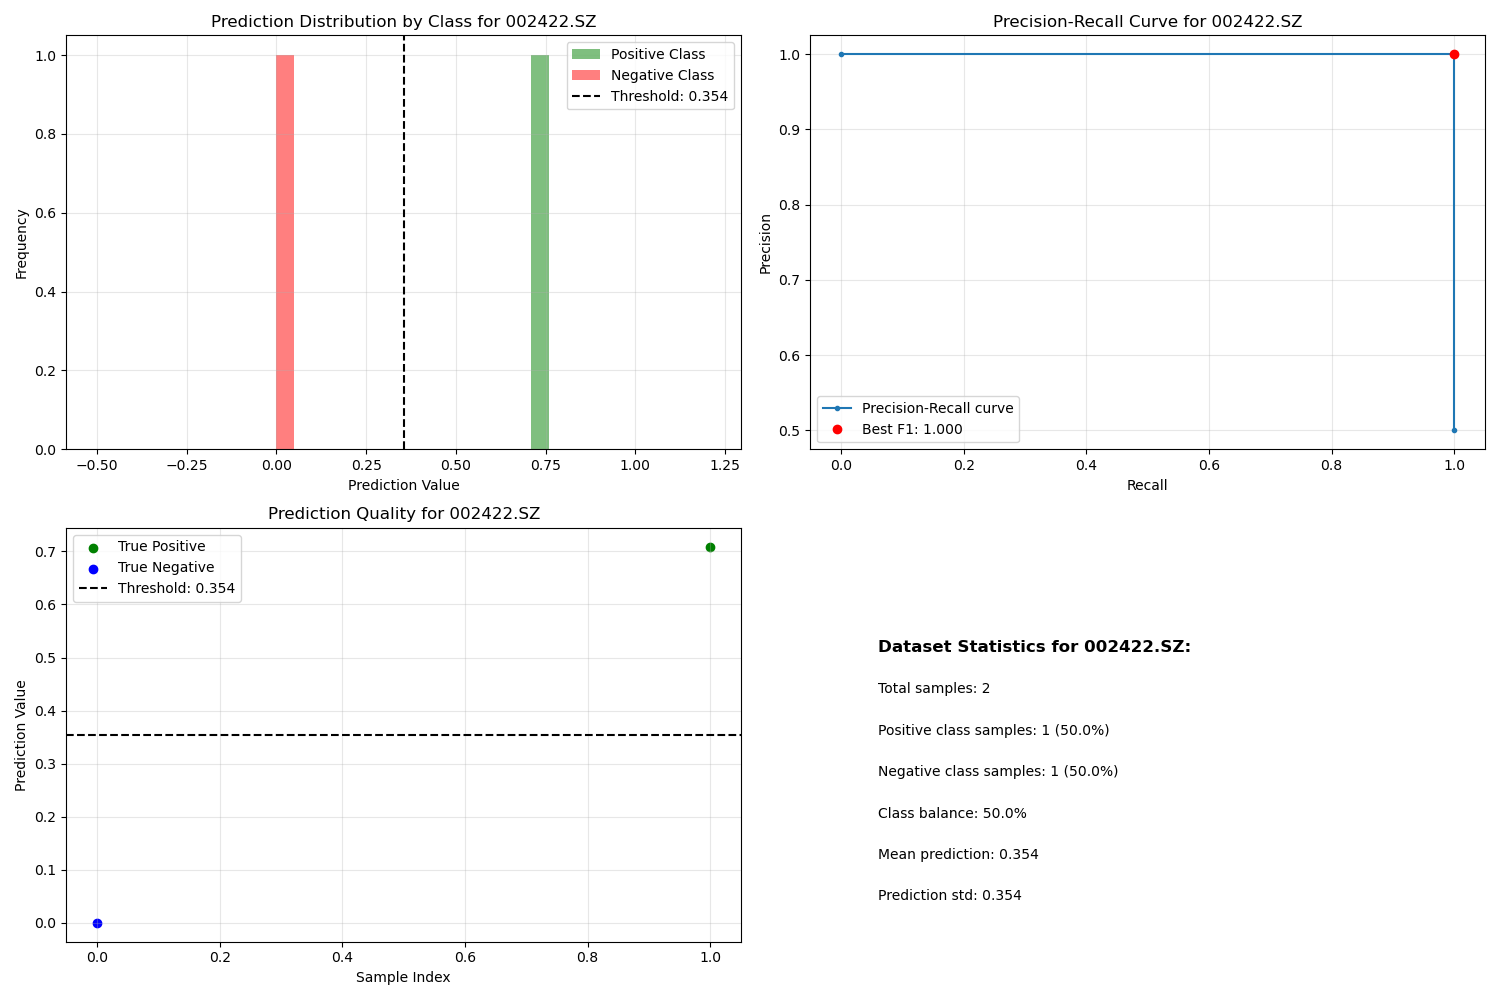 Prediction Distribution by Class for 002422.SZ
Frequency
1.0
0.8
0.6
0.4
0.2
0.0
Positive Class
Negative Class
Threshold: 0.354
−0.50 −0.25 0.00 0.25 0.50 0.75 1.00 1.25
Prediction Value
Precision-Recall Curve for 002422.SZ
Precision
1.0
0.9
0.8
0.7
0.6
0.5
Precision-Recall curve
Best F1: 1.000
0.0 0.2 0.4 0.6 0.8 1.0
Recall
Prediction Quality for 002422.SZ
Prediction Value
0.7
0.6
0.5
0.4
0.3
0.2
0.1
0.0
True Positive
True Negative
Threshold: 0.354
0.0 0.2 0.4 0.6 0.8 1.0
Sample Index
Dataset Statistics for 002422.SZ:
Total samples: 2
Positive class samples: 1 (50.0%)
Negative class samples: 1 (50.0%)
Class balance: 50.0%
Mean prediction: 0.354
Prediction std: 0.354